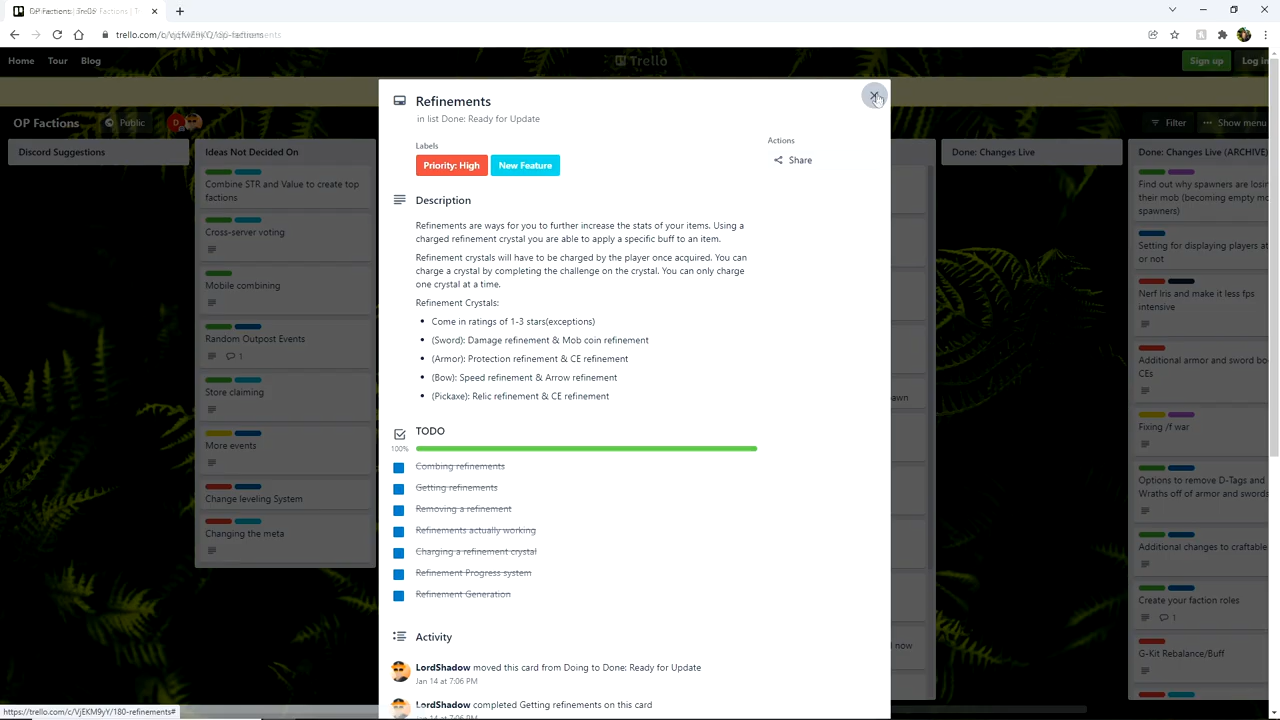 trello.com/c/
Home
Tour
Blog
Trello
Sign up
Log in
OP Factions
Public
D
Filter
Show menu
Discord Suggestions
Ideas Not Decided On
Combine STR and Value to create top
factions
Cross-server voting
Mobile combining
Random Outpost Events
1
Store claiming
More events
Change leveling System
Changing the meta
Refinements
in list Done: Ready for Update
Labels
Priority: High
New Feature
Actions
Share
Description
Refinements are ways for you to further increase the stats of your items. Using a
charged refinement crystal you are able to apply a specific buff to an item.
Refinement crystals will have to be charged by the player once acquired. You can
charge a crystal by completing the challenge on the crystal. You can only charge
one crystal at a time.
Refinement Crystals:
Come in ratings of 1-3 stars(exceptions)
(Sword): Damage refinement & Mob coin refinement
(Armor): Protection refinement & CE refinement
(Bow): Speed refinement & Arrow refinement
(Pickaxe): Relic refinement & CE refinement
TODO
100%
Combing refinements
Getting refinements
Removing a refinement
Refinements actually working
Charging a refinement crystal
Refinement Progress system
Refinement Generation
Activity
LordShadow moved this card from Doing to Done: Ready for Update
Jan 14 at 7:06 PM
LordShadow completed Getting refinements on this card
Jan 14 at 7:06 PM
now
Done: Changes Live
Done: Changes Live (ARCHIVE)
Find out why spawners are losin
their mob (becoming empty mo
spawners)
Setting for displaying players at
or not
Nerf Iris and make it less fps
intensive
Additional armor and sword bo
CEs
Fixing /f war
Options to remove D-Tags and
Wraths off of armor and swords
Additional changes to craftable
Create your faction roles
1
G-Kit Rebalance/Buff
https://trello.com/c/VjEKM9yY/180-refinements#